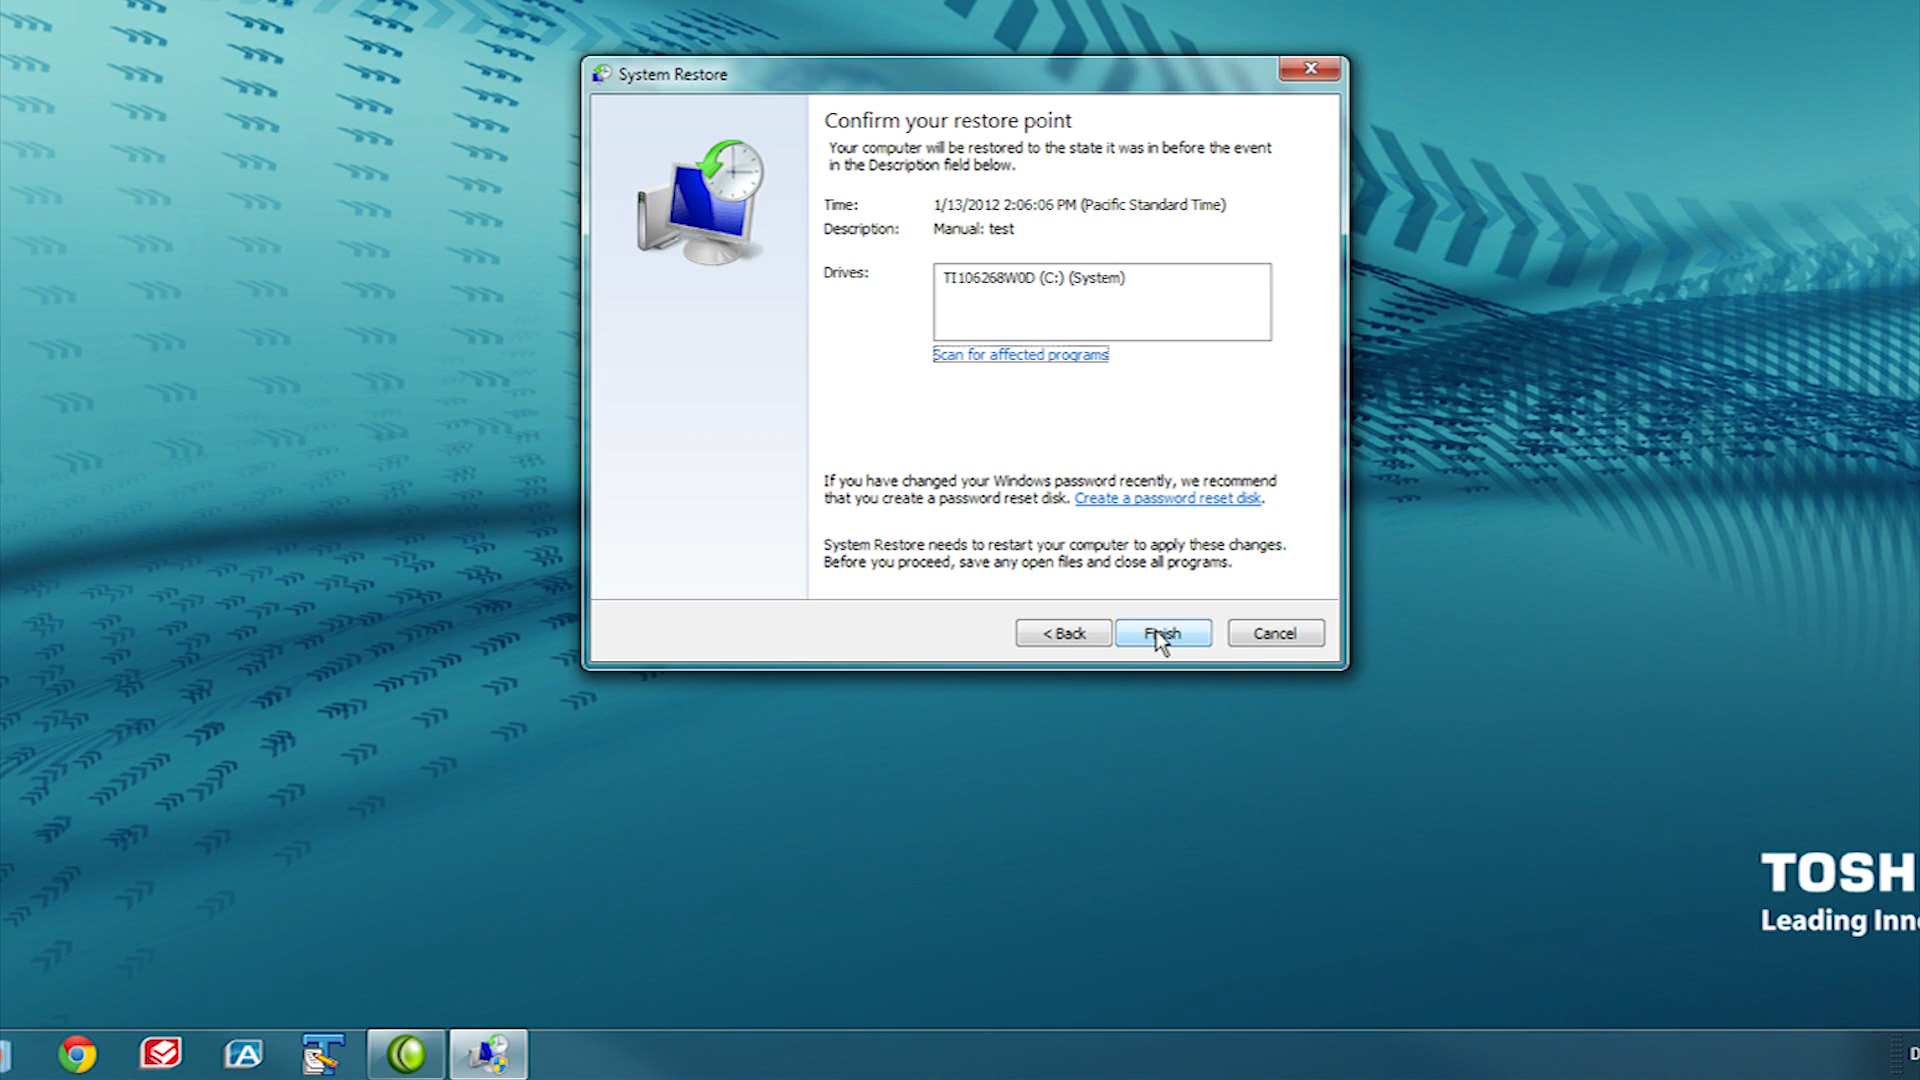 System Restore
Confirm your restore point
Your computer will be restored to the state it was in before the event
in the Description field below.
Time: 1/13/2012 2:06:06 PM (Pacific Standard Time)
Description: Manual: test
Drives: TI106268W0D (C:) (System)
Scan for affected programs
If you have changed your Windows password recently, we recommend
that you create a password reset disk. Create a password reset disk.
System Restore needs to restart your computer to apply these changes.
Before you proceed, save any open files and close all programs.
< Back Finish Cancel
TOSH
Leading Inno
D